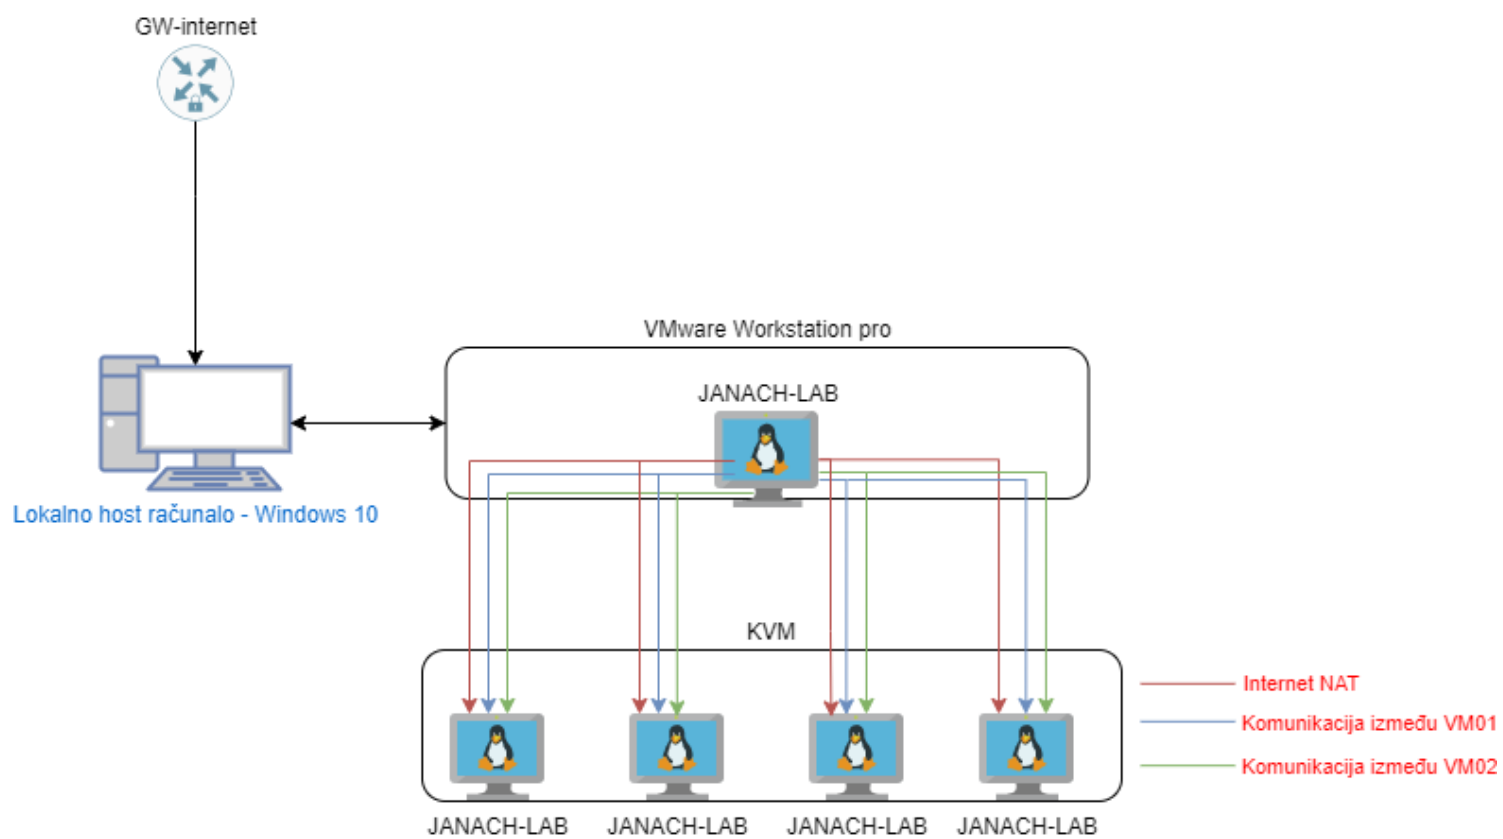 GW-internet
VMware Workstation pro
JANACH-LAB
Lokalno host računalo - Windows 10
KVM
Internet NAT
Komunikacija između VM01
Komunikacija između VM02
JANACH-LAB
JANACH-LAB
JANACH-LAB
JANACH-LAB